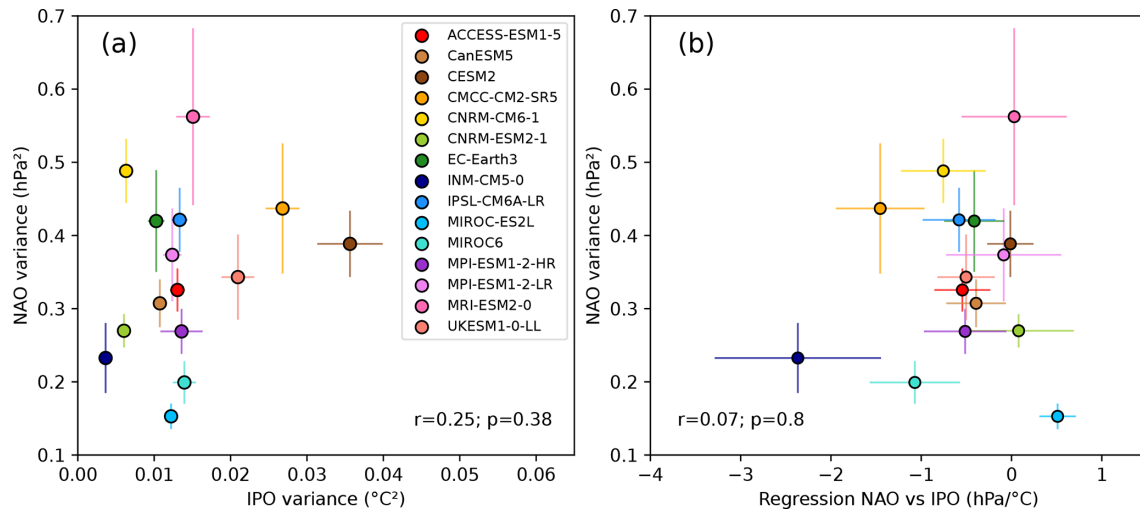 (a)
NAO variance (hPa²)
0.7
0.6
0.5
0.4
0.3
0.2
0.1
ACCESS-ESM1-5
CanESM5
CESM2
CMCC-CM2-SR5
CNRM-CM6-1
CNRM-ESM2-1
EC-Earth3
INM-CM5-0
IPSL-CM6A-LR
MIROC-ES2L
MIROC6
MPI-ESM1-2-HR
MPI-ESM1-2-LR
MRI-ESM2-0
UKESM1-0-LL
r=0.25; p=0.38
0.00 0.01 0.02 0.03 0.04 0.05 0.06
IPO variance (°C²)
(b)
NAO variance (hPa²)
0.7
0.6
0.5
0.4
0.3
0.2
0.1
r=0.07; p=0.8
−4 −3 −2 −1 0 1
Regression NAO vs IPO (hPa/°C)